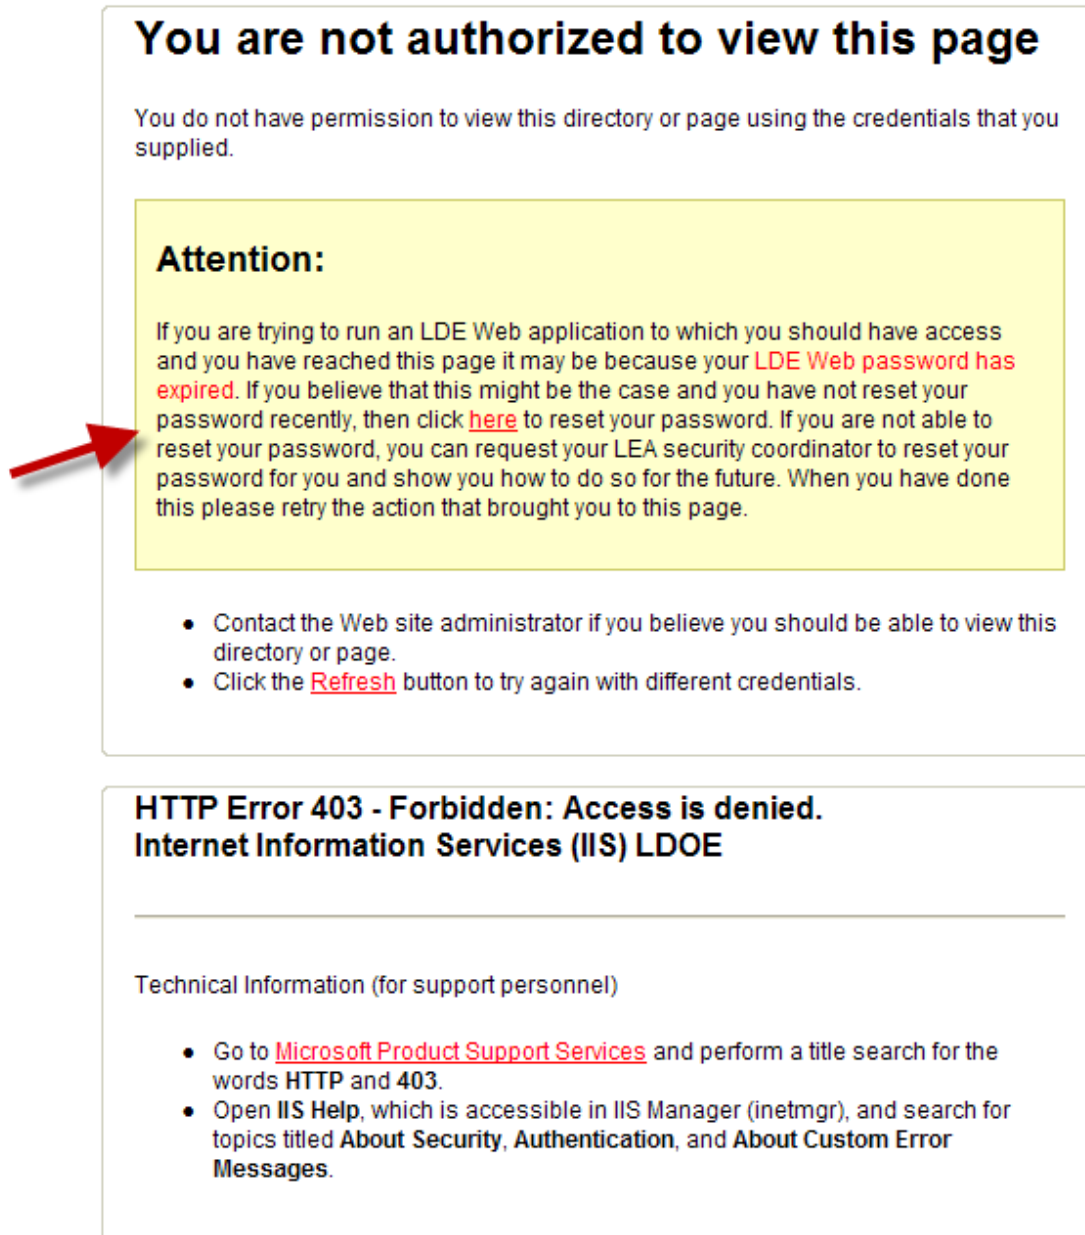 You are not authorized to view this page
You do not have permission to view this directory or page using the credentials that you
supplied.
Attention:
If you are trying to run an LDE Web application to which you should have access
and you have reached this page it may be because your LDE Web password has
expired. If you believe that this might be the case and you have not reset your
password recently, then click here to reset your password. If you are not able to
reset your password, you can request your LEA security coordinator to reset your
password for you and show you how to do so for the future. When you have done
this please retry the action that brought you to this page.
• Contact the Web site administrator if you believe you should be able to view this
directory or page.
• Click the Refresh button to try again with different credentials.
HTTP Error 403 - Forbidden: Access is denied.
Internet Information Services (IIS) LDOE
Technical Information (for support personnel)
• Go to Microsoft Product Support Services and perform a title search for the
words HTTP and 403.
• Open IIS Help, which is accessible in IIS Manager (inetmgr), and search for
topics titled About Security, Authentication, and About Custom Error
Messages.